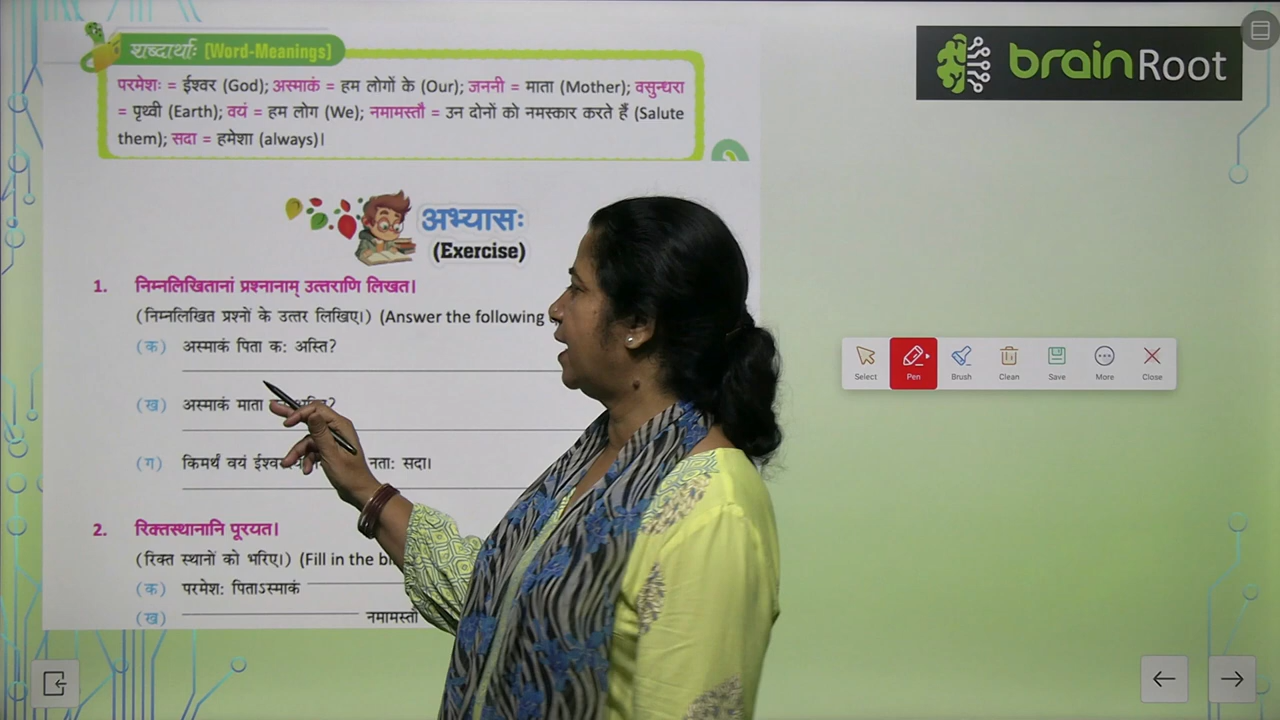 शब्दार्थाः (Word-Meanings)
परमेशः = ईश्वर (God); अस्माकं = हम लोगों के (Our); जननी = माता (Mother); वसुन्धरा
= पृथ्वी (Earth); वयं = हम लोग (We); नमामस्तौ = उन दोनों को नमस्कार करते हैं (Salute
them); सदा = हमेशा (always)।
brainRoot
अभ्यासः
(Exercise)
1. निम्नलिखितानां प्रश्नानाम् उत्तराणि लिखत।
(निम्नलिखित प्रश्नों के उत्तर लिखिए।) (Answer the following
(क) अस्माकं पिता कः अस्ति?
(ख) अस्माकं माता
(ग) किमर्थं वयं नताः सदा।
2. रिक्तस्थानानि पूरयत।
(रिक्त स्थानों को भरिए।) (Fill in the
(क) परमेशः पिताऽस्माकं
(ख) नमामस्तौ
Select
Pen
Brush
Clean
Save
More
Close